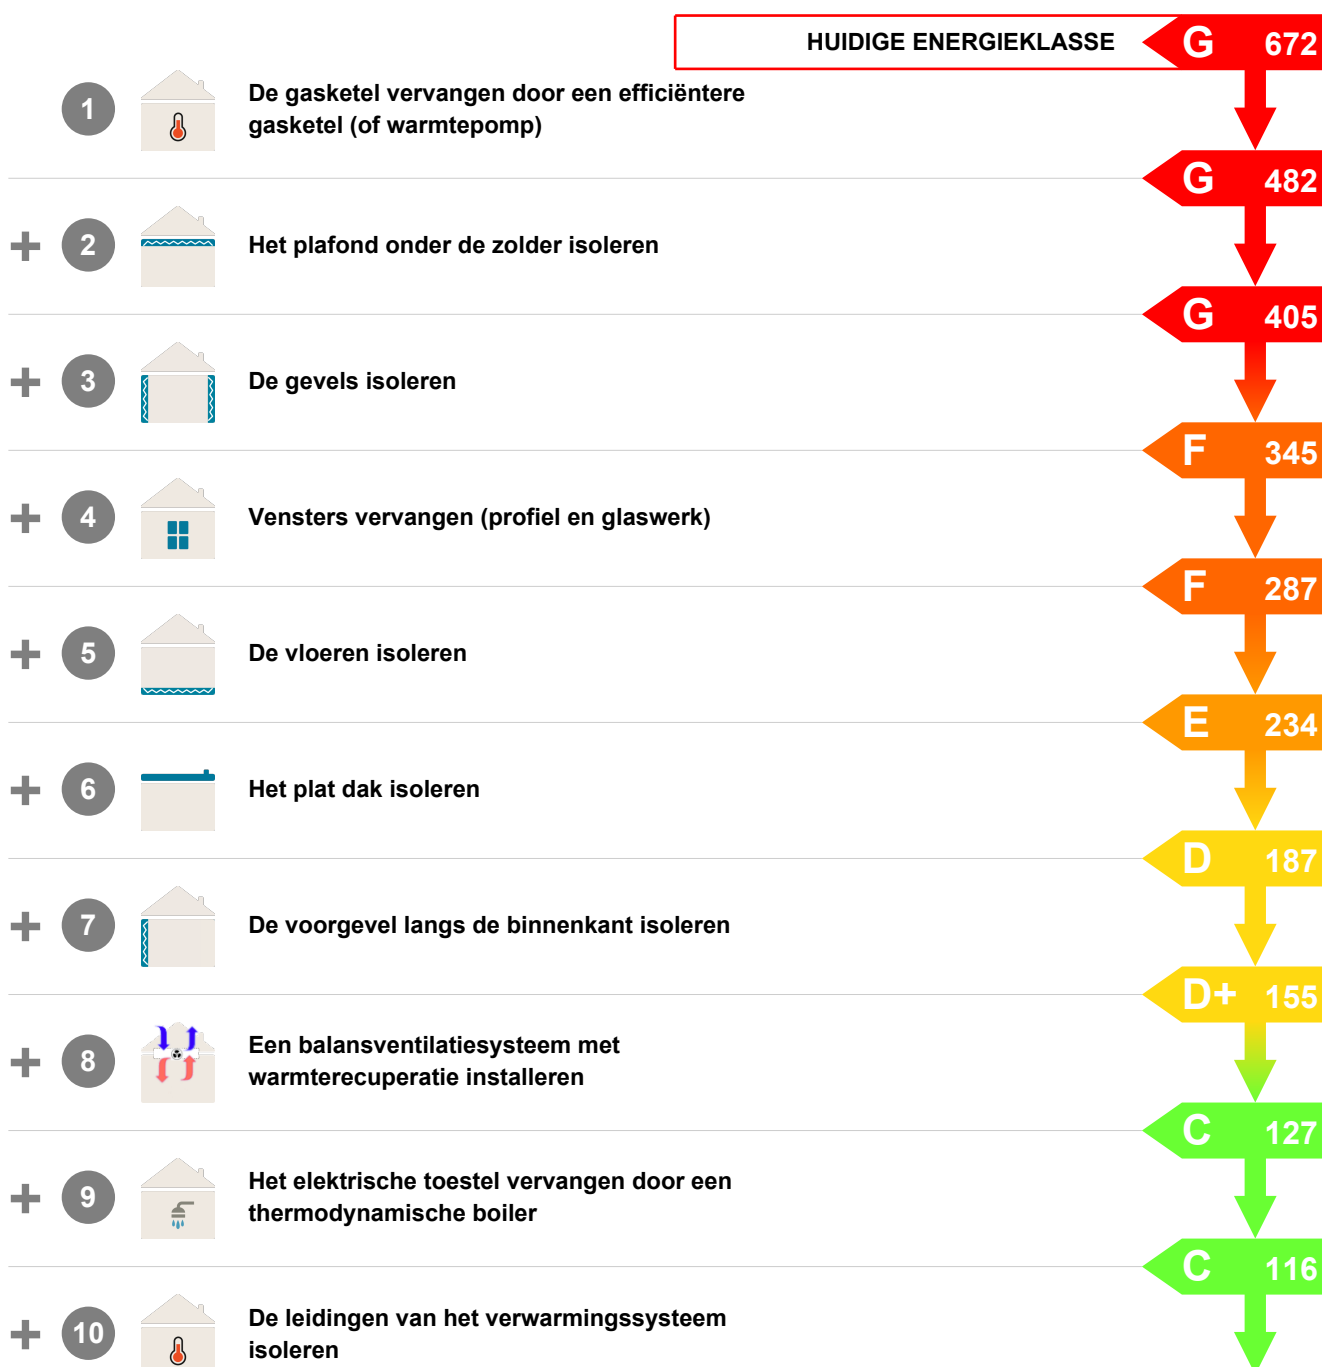 HUIDIGE ENERGIEKLASSE G 672
1 De gasketel vervangen door een efficiëntere
gasketel (of warmtepomp)
G 482
+ 2 Het plafond onder de zolder isoleren
G 405
+ 3 De gevels isoleren
F 345
+ 4 Vensters vervangen (profiel en glaswerk)
F 287
+ 5 De vloeren isoleren
E 234
+ 6 Het plat dak isoleren
D 187
+ 7 De voorgevel langs de binnenkant isoleren
D+ 155
+ 8 Een balansventilatiesysteem met
warmterecuperatie installeren
C 127
+ 9 Het elektrische toestel vervangen door een
thermodynamische boiler
C 116
+ 10 De leidingen van het verwarmingssysteem
isoleren